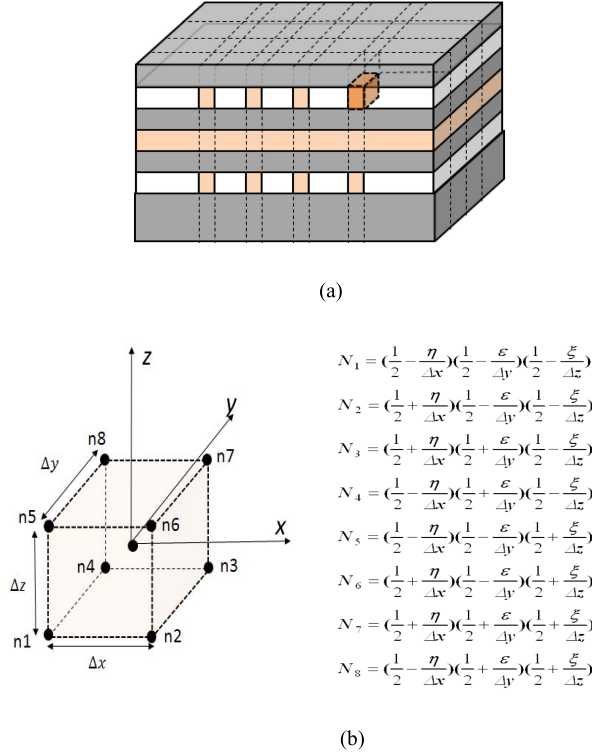 (a)
z
y
x
n8
n7
Δy
n5
n6
n4
n3
Δz
n1
n2
Δx
N₁ = (1/2 − η/Δx)(1/2 − ε/Δy)(1/2 − ξ/Δz)
N₂ = (1/2 + η/Δx)(1/2 − ε/Δy)(1/2 − ξ/Δz)
N₃ = (1/2 + η/Δx)(1/2 + ε/Δy)(1/2 − ξ/Δz)
N₄ = (1/2 − η/Δx)(1/2 + ε/Δy)(1/2 − ξ/Δz)
N₅ = (1/2 − η/Δx)(1/2 − ε/Δy)(1/2 + ξ/Δz)
N₆ = (1/2 + η/Δx)(1/2 − ε/Δy)(1/2 + ξ/Δz)
N₇ = (1/2 + η/Δx)(1/2 + ε/Δy)(1/2 + ξ/Δz)
N₈ = (1/2 − η/Δx)(1/2 + ε/Δy)(1/2 + ξ/Δz)
(b)